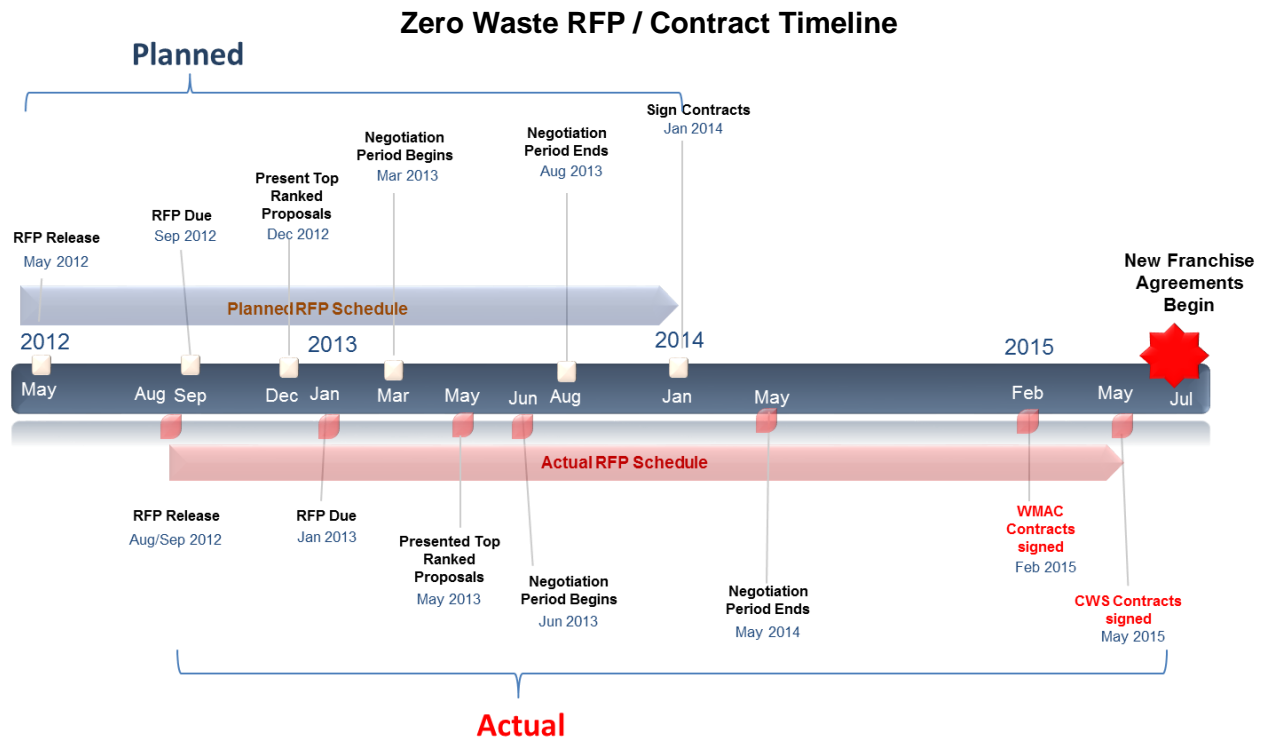 Zero Waste RFP / Contract Timeline
Planned
Sign Contracts
Jan 2014
Negotiation
Period Begins
Mar 2013
Negotiation
Period Ends
Aug 2013
Present Top
Ranked
Proposals
Dec 2012
RFP Due
Sep 2012
RFP Release
May 2012
New Franchise
Agreements
Begin
Planned RFP Schedule
2012
2013
2014
2015
May
Aug
Sep
Dec
Jan
Mar
May
Jun
Aug
Jan
May
Feb
May
Jul
Actual RFP Schedule
RFP Release
Aug/Sep 2012
RFP Due
Jan 2013
Presented Top
Ranked
Proposals
May 2013
Negotiation
Period Begins
Jun 2013
Negotiation
Period Ends
May 2014
WMAC
Contracts
signed
Feb 2015
CWS Contracts
signed
May 2015
Actual